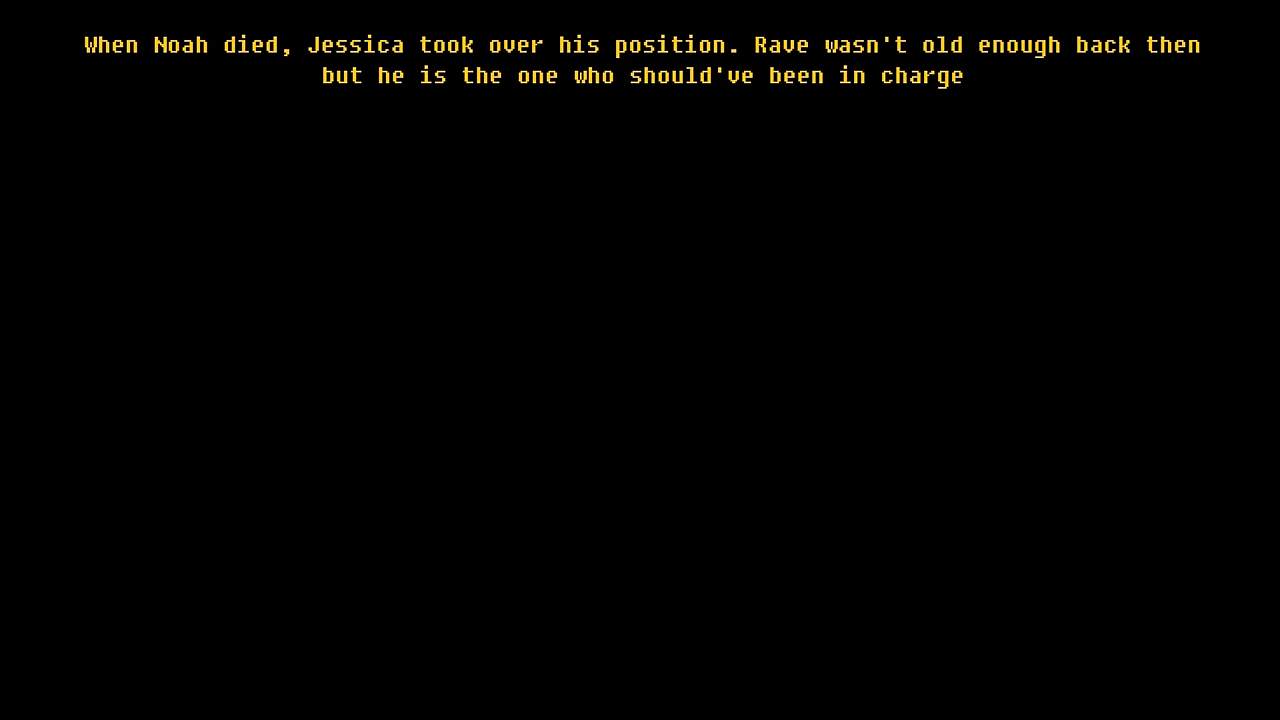 When Noah died, Jessica took over his position. Rave wasn't old enough back then
but he is the one who should've been in charge